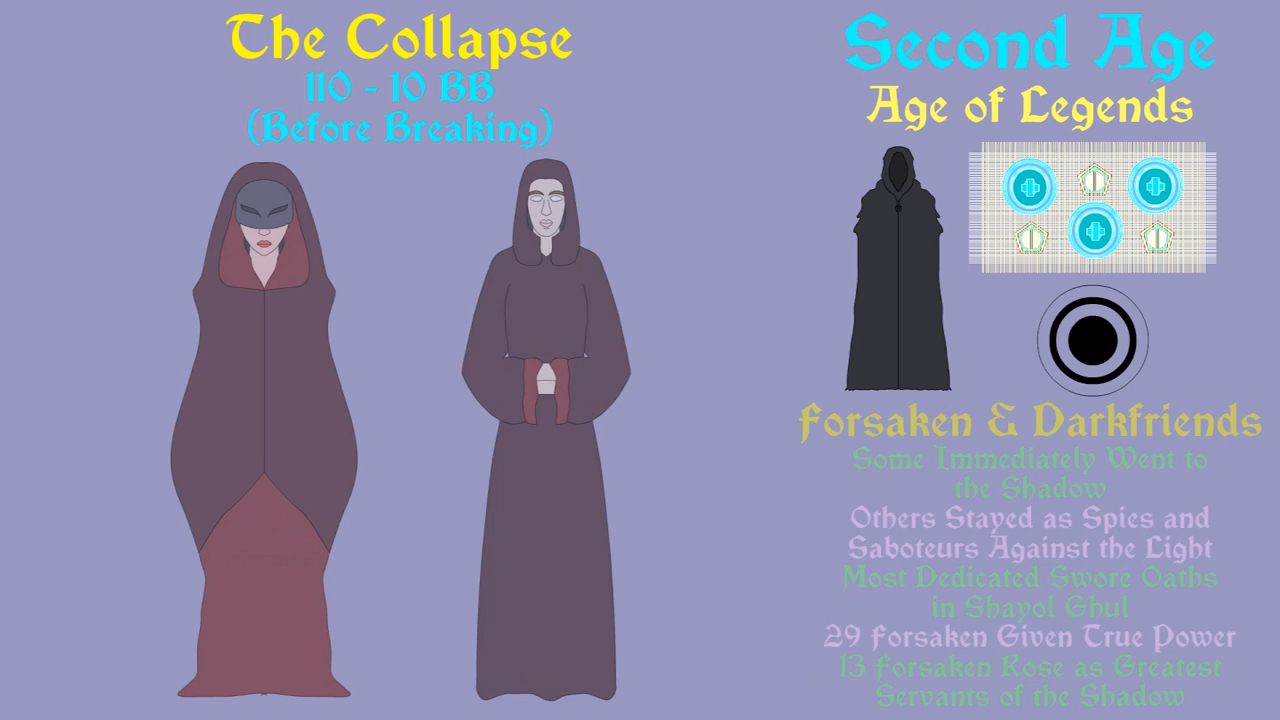 The Collapse
110 - 10 BB
(Before Breaking)
Second Age
Age of Legends
Forsaken & Darkfriends
Some Immediately Went to
the Shadow
Others Stayed as Spies and
Saboteurs Against the Light
Most Dedicated Swore Oaths
in Shayol Ghul
29 Forsaken Given True Power
13 Forsaken Rose as Greatest
Servants of the Shadow